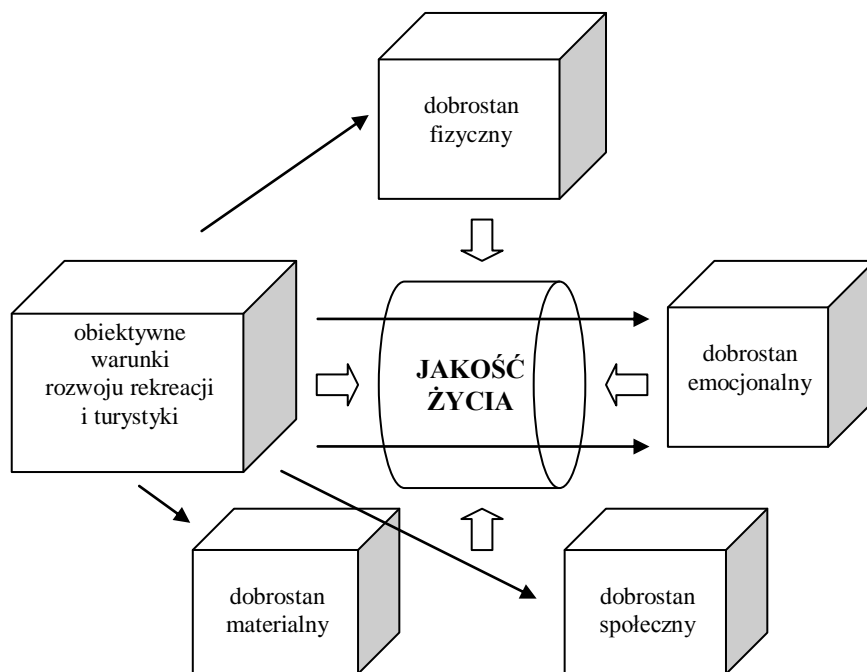 dobrostan
fizyczny
obiektywne
warunki
rozwoju rekreacji
i turystyki
JAKOŚĆ
ŻYCIA
dobrostan
emocjonalny
dobrostan
materialny
dobrostan
społeczny